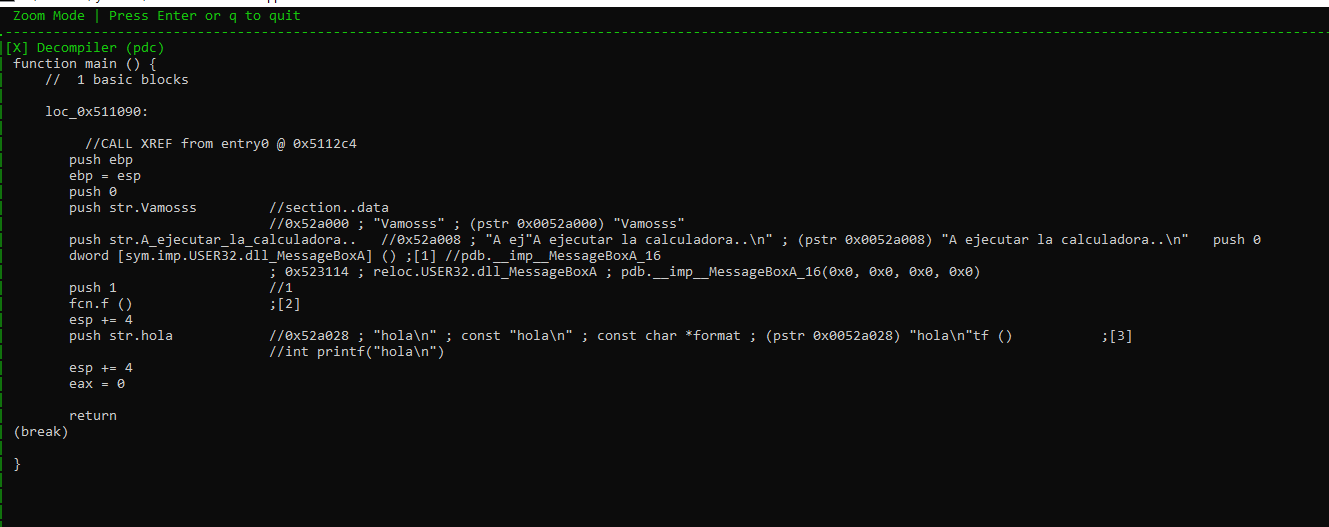 Zoom Mode | Press Enter or q to quit
[X] Decompiler (pdc)
function main () {
    //  1 basic blocks
    loc_0x511090:
         //CALL XREF from entry0 @ 0x5112c4
       push ebp
       ebp = esp
       push 0
       push str.Vamosss         //section..data
                                //0x52a000 ; "Vamosss" ; (pstr 0x0052a000) "Vamosss"
       push str.A_ejecutar_la_calculadora..   //0x52a008 ; "A ej"A ejecutar la calculadora..\n" ; (pstr 0x0052a008) "A ejecutar la calculadora..\n"   push 0
       dword [sym.imp.USER32.dll_MessageBoxA] () ;[1] //pdb.__imp__MessageBoxA_16
                                ; 0x523114 ; reloc.USER32.dll_MessageBoxA ; pdb.__imp__MessageBoxA_16(0x0, 0x0, 0x0, 0x0)
       push 1                   //1
       fcn.f ()                 ;[2]
       esp += 4
       push str.hola            //0x52a028 ; "hola\n" ; const "hola\n" ; const char *format ; (pstr 0x0052a028) "hola\n"tf ()           ;[3]
                                //int printf("hola\n")
       esp += 4
       eax = 0
       return
(break)
}